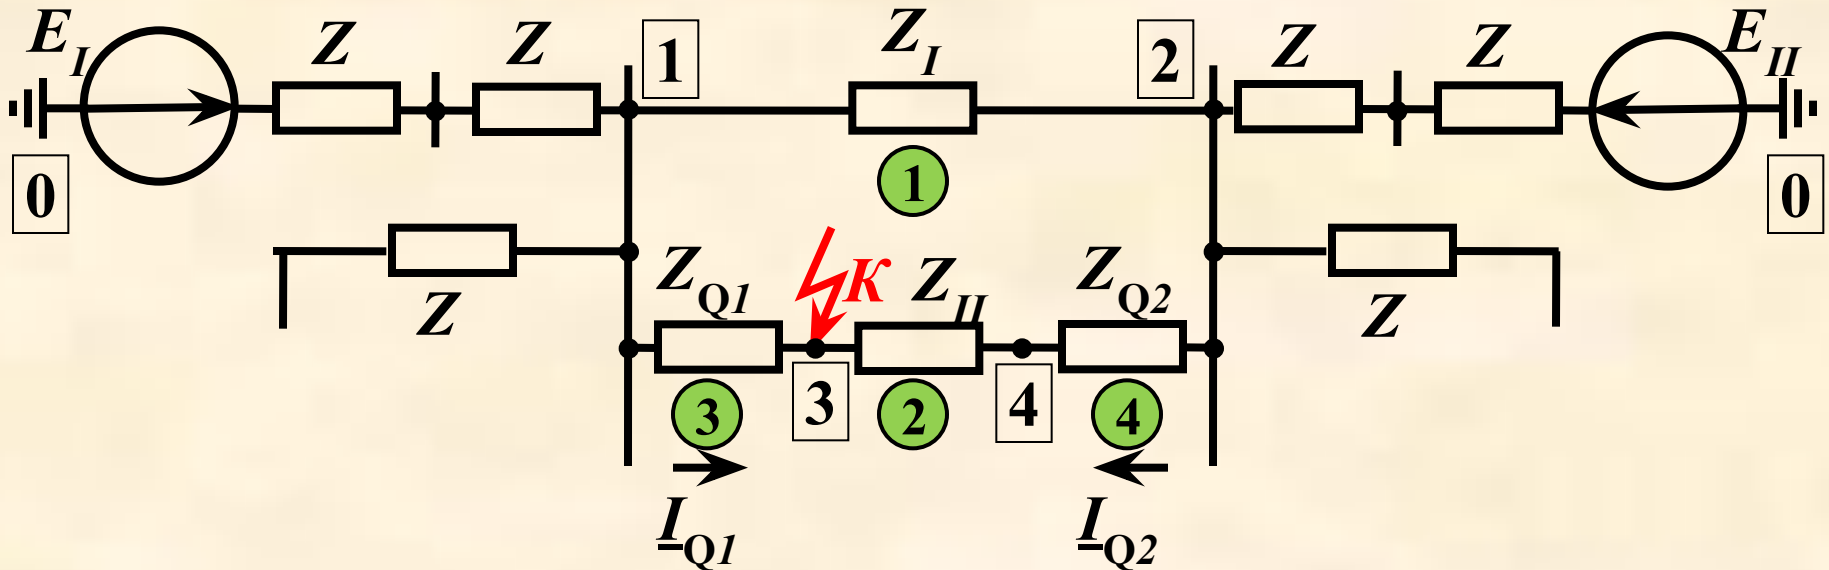 E_I Z Z 1 Z_I 2 Z Z E_II
0 1 0
Z_Q1 К Z_II Z_Q2
Z Z
3 2 4
3 4
I_Q1 I_Q2